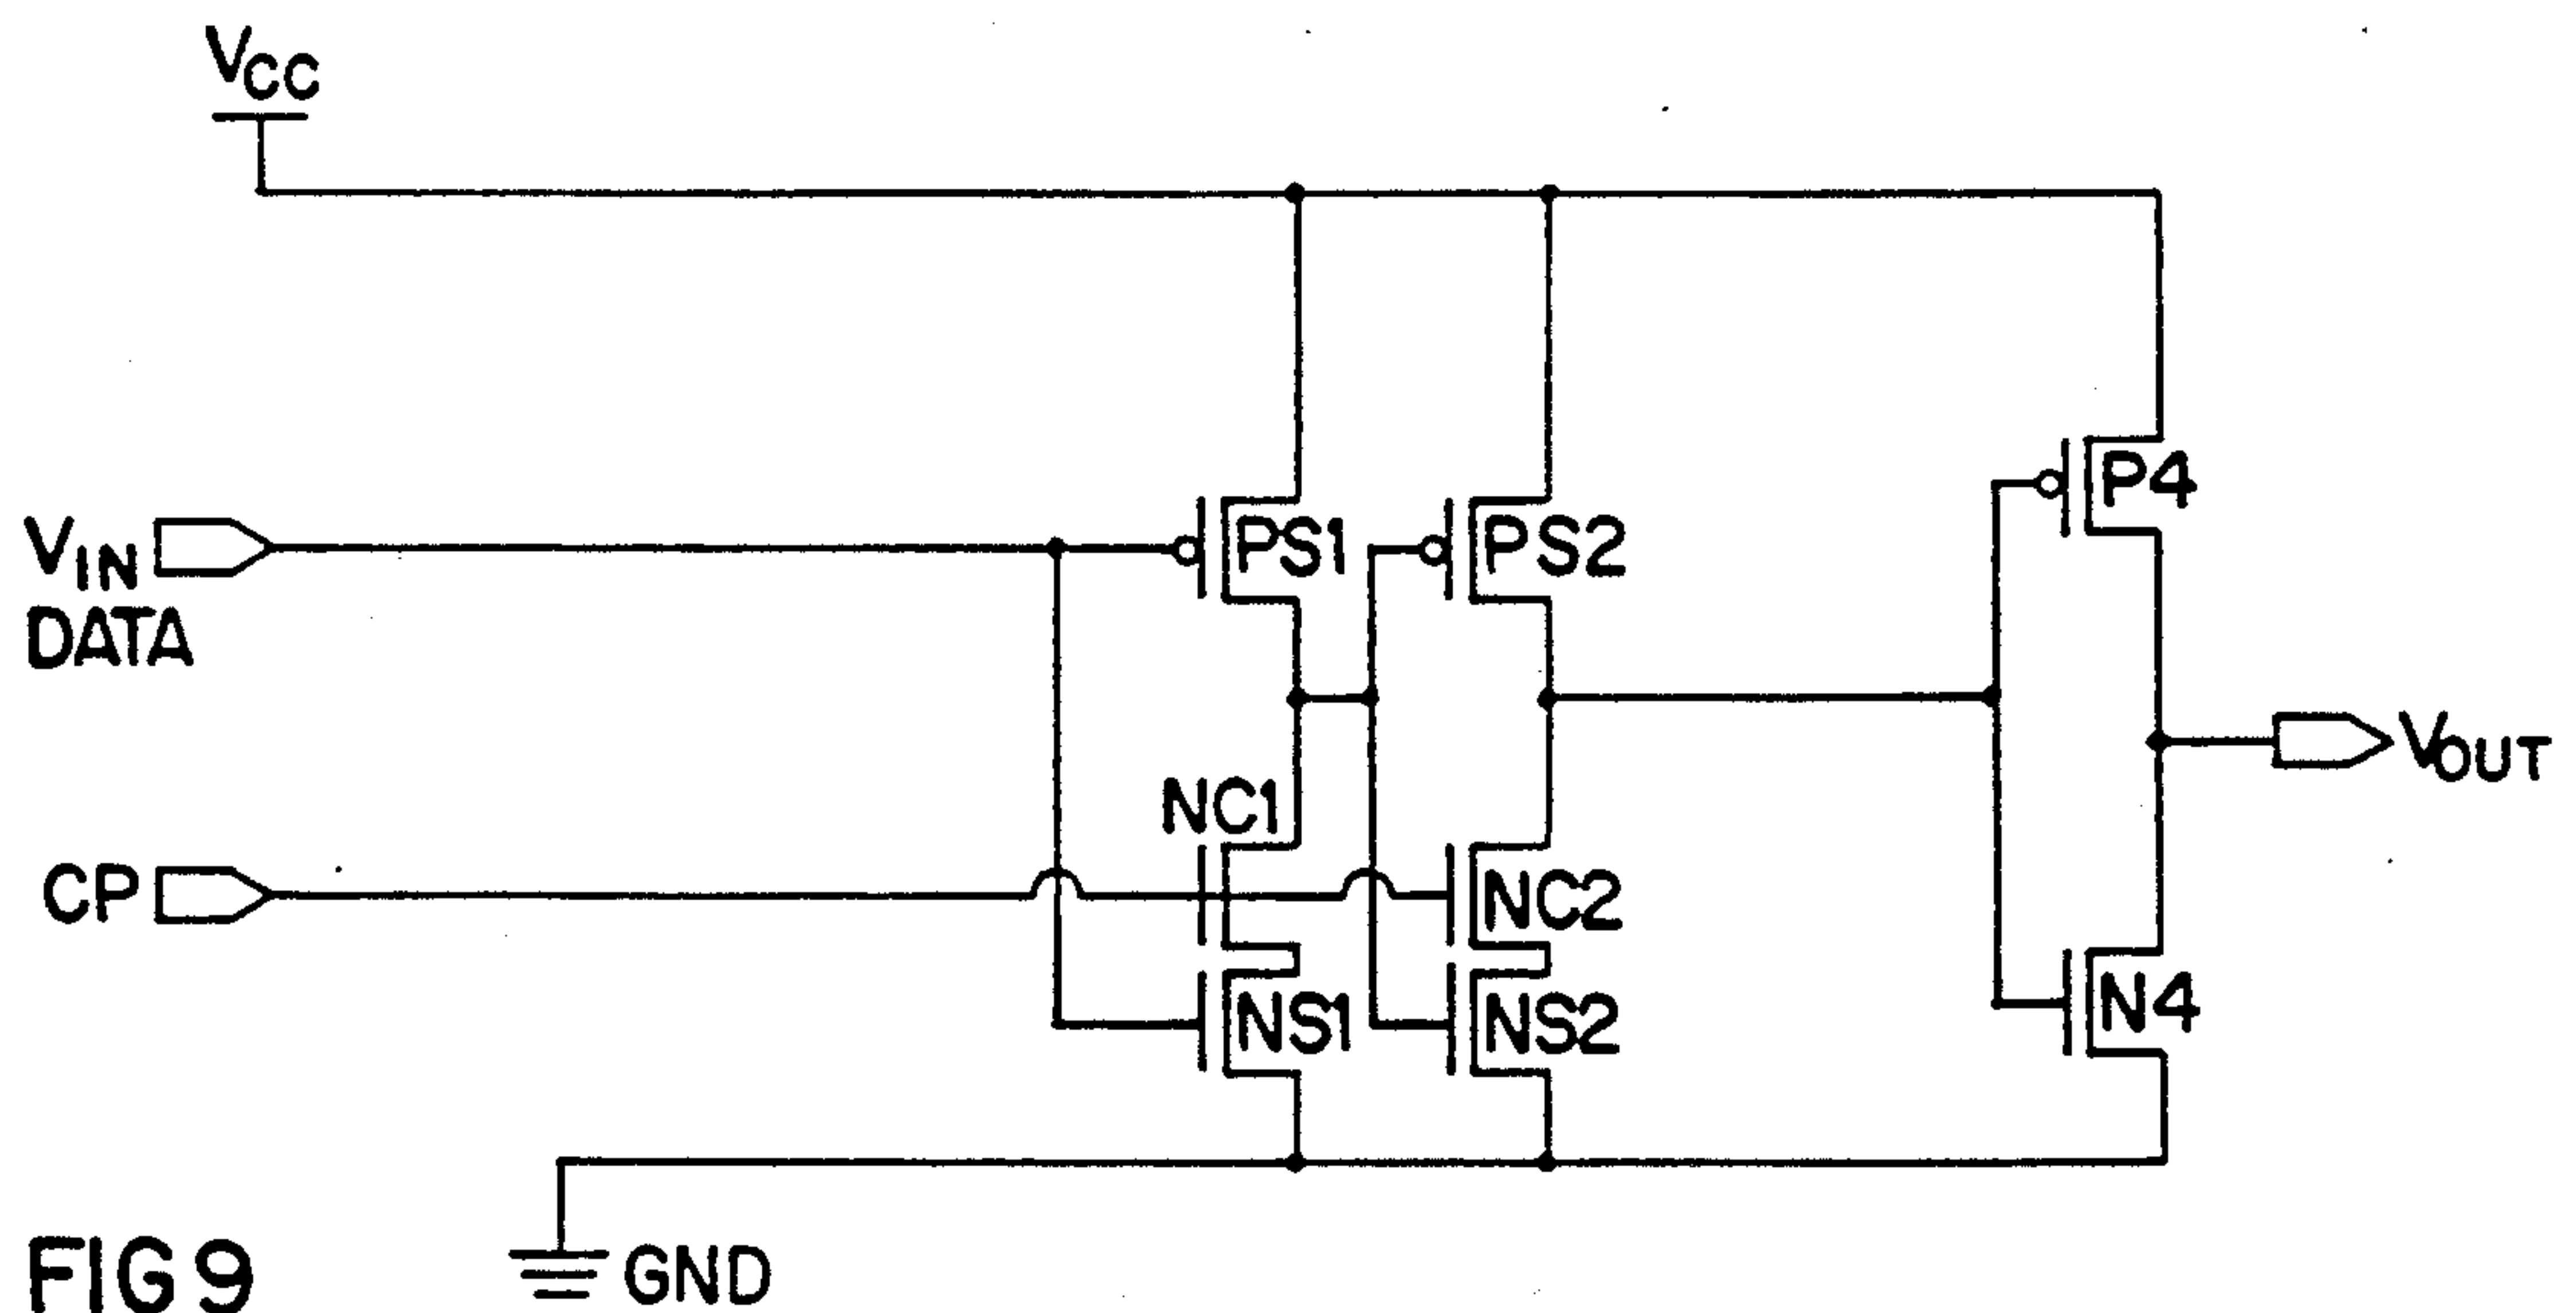 VCC
VIN
DATA
PS1
PS2
P4
VOUT
NC1
CP
NC2
NS1
NS2
N4
GND
FIG 9